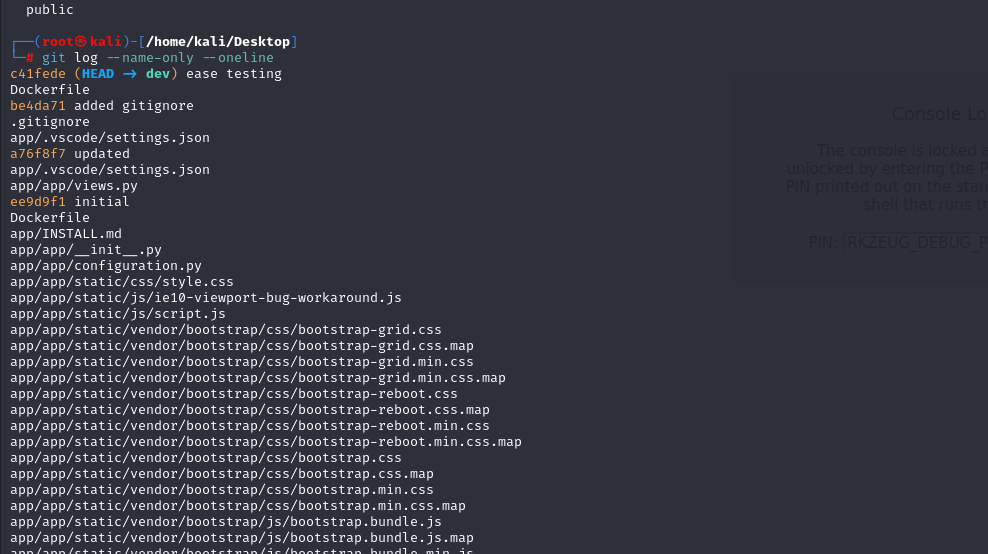 public
┌──(root㉿kali)-[/home/kali/Desktop]
└─# git log --name-only --oneline
c41fede (HEAD → dev) ease testing
Dockerfile
be4da71 added gitignore
.gitignore
app/.vscode/settings.json
a76f8f7 updated
app/.vscode/settings.json
app/app/views.py
ee9d9f1 initial
Dockerfile
app/INSTALL.md
app/app/__init__.py
app/app/configuration.py
app/app/static/css/style.css
app/app/static/js/ie10-viewport-bug-workaround.js
app/app/static/js/script.js
app/app/static/vendor/bootstrap/css/bootstrap-grid.css
app/app/static/vendor/bootstrap/css/bootstrap-grid.css.map
app/app/static/vendor/bootstrap/css/bootstrap-grid.min.css
app/app/static/vendor/bootstrap/css/bootstrap-grid.min.css.map
app/app/static/vendor/bootstrap/css/bootstrap-reboot.css
app/app/static/vendor/bootstrap/css/bootstrap-reboot.css.map
app/app/static/vendor/bootstrap/css/bootstrap-reboot.min.css
app/app/static/vendor/bootstrap/css/bootstrap-reboot.min.css.map
app/app/static/vendor/bootstrap/css/bootstrap.css
app/app/static/vendor/bootstrap/css/bootstrap.css.map
app/app/static/vendor/bootstrap/css/bootstrap.min.css
app/app/static/vendor/bootstrap/css/bootstrap.min.css.map
app/app/static/vendor/bootstrap/js/bootstrap.bundle.js
app/app/static/vendor/bootstrap/js/bootstrap.bundle.js.map
app/app/static/vendor/bootstrap/js/bootstrap.bundle.min.js
Console Lo
The console is locked a
unlocked by entering the P
PIN printed out on the stan
shell that runs th
PIN: RKZEUG_DEBUG_P